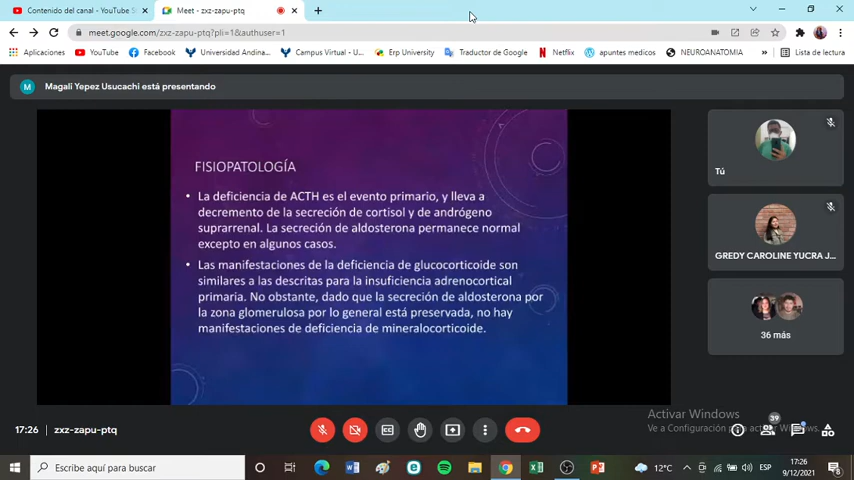 Contenido del canal - YouTube St
Meet - zxz-zapu-ptq
meet.google.com/zxz-zapu-ptq?pli=1&authuser=1
Aplicaciones
YouTube
Facebook
Universidad Andina...
Campus Virtual - U...
Erp University
Traductor de Google
Netflix
apuntes medicos
NEUROANATOMIA
Lista de lectura
M
Magali Yepez Usucachi está presentando
FISIOPATOLOGÍA
• La deficiencia de ACTH es el evento primario, y lleva a
decremento de la secreción de cortisol y de andrógeno
suprarrenal. La secreción de aldosterona permanece normal
excepto en algunos casos.
• Las manifestaciones de la deficiencia de glucocorticoide son
similares a las descritas para la insuficiencia adrenocortical
primaria. No obstante, dado que la secreción de aldosterona por
la zona glomerulosa por lo general está preservada, no hay
manifestaciones de deficiencia de mineralocorticoide.
Tú
GREDY CAROLINE YUCRA J...
36 más
Activar Windows
Ve a Configuración para activar Windows.
17:26
zxz-zapu-ptq
39
Escribe aquí para buscar
12°C
ESP
17:26
9/12/2021